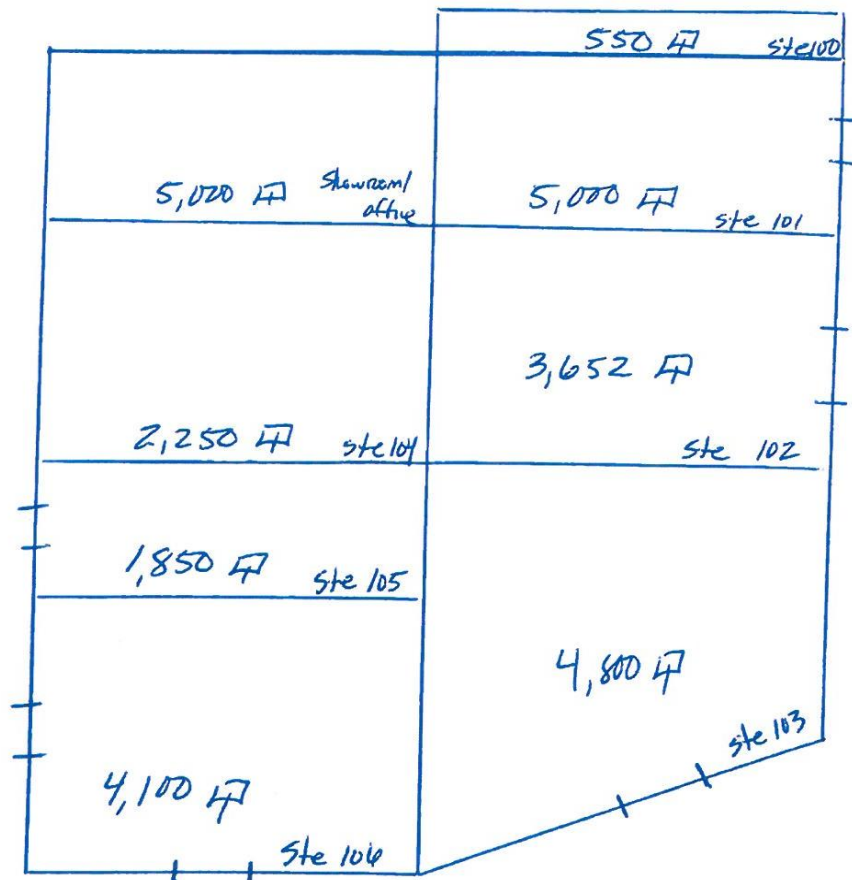 550 Ste 100
5,020 Showroom/
office
5,000
Ste 101
3,652
2,250 Ste 104
Ste 102
1,850 Ste 105
4,800
Ste 103
4,100
Ste 106